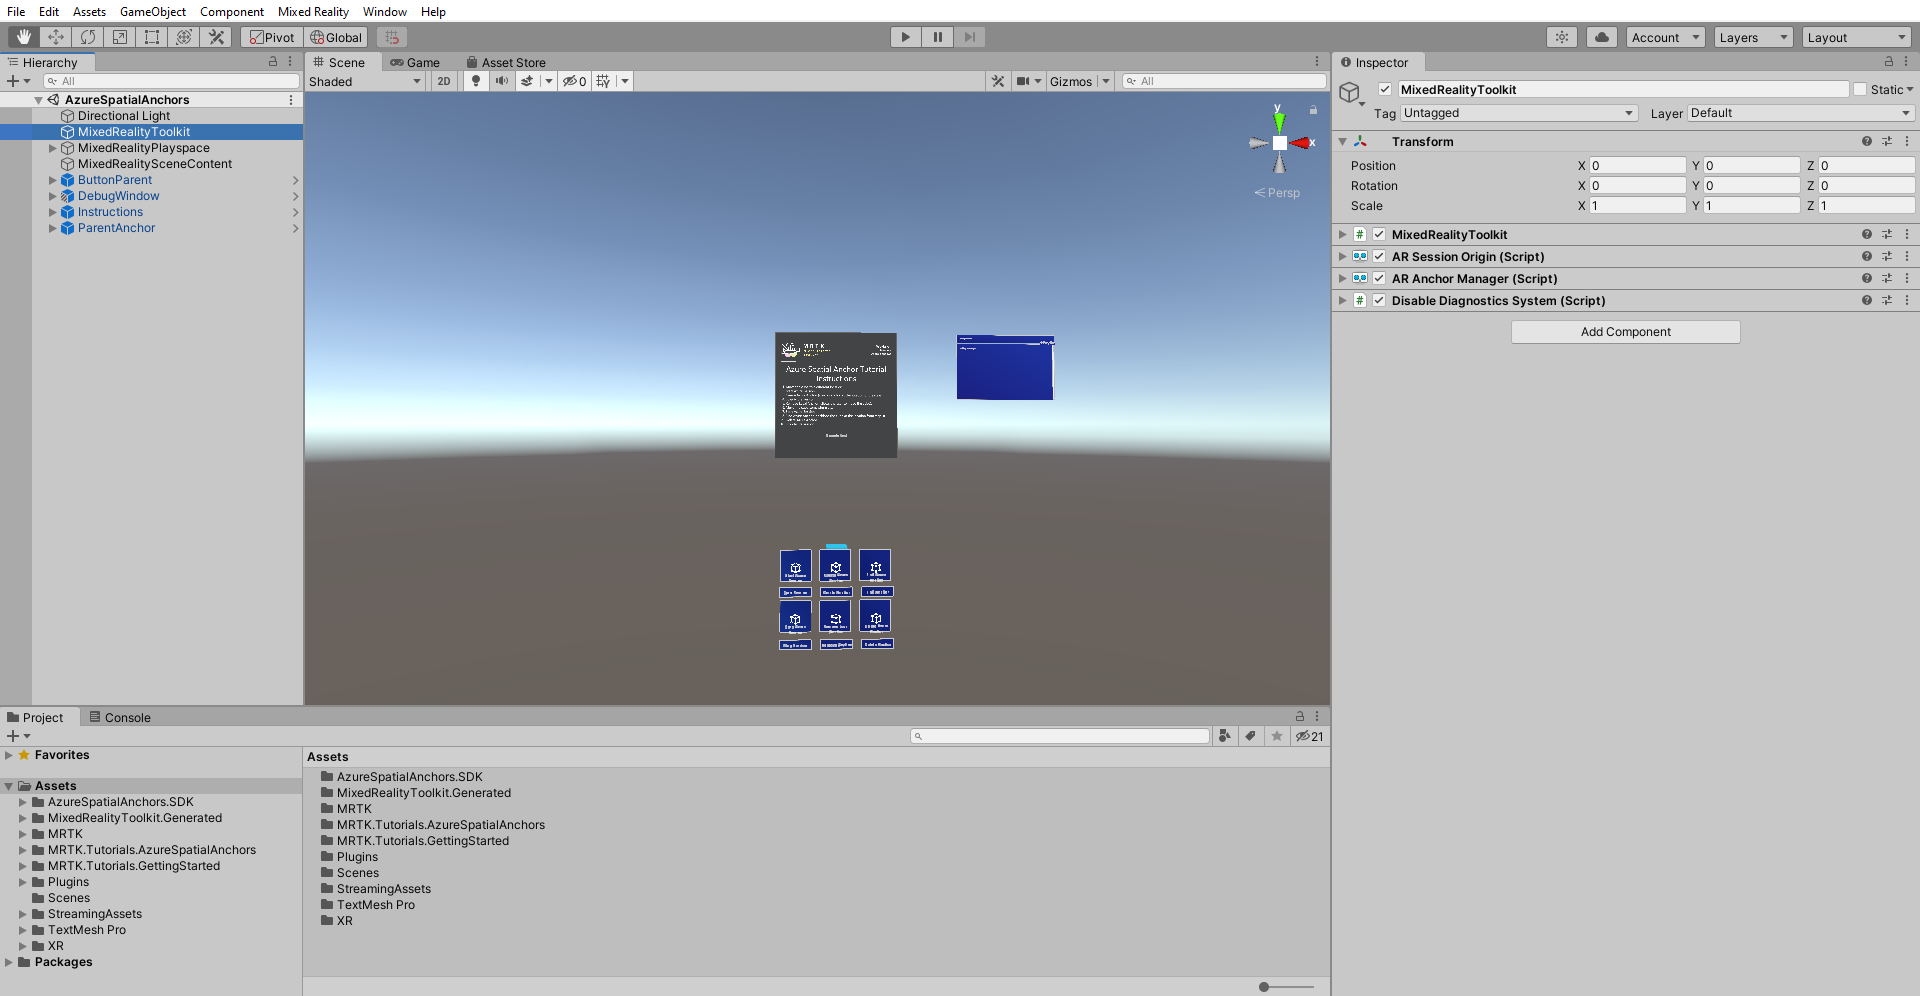 File Edit Assets GameObject Component Mixed Reality Window Help
Pivot Global Account Layers Layout
Hierarchy
All
AzureSpatialAnchors
Directional Light
MixedRealityToolkit
MixedRealityPlayspace
MixedRealitySceneContent
ButtonParent
DebugWindow
Instructions
ParentAnchor
Scene Game Asset Store
Shaded 2D 0 Gizmos All
y
x
Persp
MRTK
Azure Spatial Anchor Tutorial
Instructions
Inspector
MixedRealityToolkit Static
Tag Untagged Layer Default
Transform
Position X 0 Y 0 Z 0
Rotation X 0 Y 0 Z 0
Scale X 1 Y 1 Z 1
# MixedRealityToolkit
AR Session Origin (Script)
AR Anchor Manager (Script)
# Disable Diagnostics System (Script)
Add Component
Project Console
21
Favorites
Assets
AzureSpatialAnchors.SDK
MixedRealityToolkit.Generated
MRTK
MRTK.Tutorials.AzureSpatialAnchors
MRTK.Tutorials.GettingStarted
Plugins
Scenes
StreamingAssets
TextMesh Pro
XR
Packages
Assets
AzureSpatialAnchors.SDK
MixedRealityToolkit.Generated
MRTK
MRTK.Tutorials.AzureSpatialAnchors
MRTK.Tutorials.GettingStarted
Plugins
Scenes
StreamingAssets
TextMesh Pro
XR